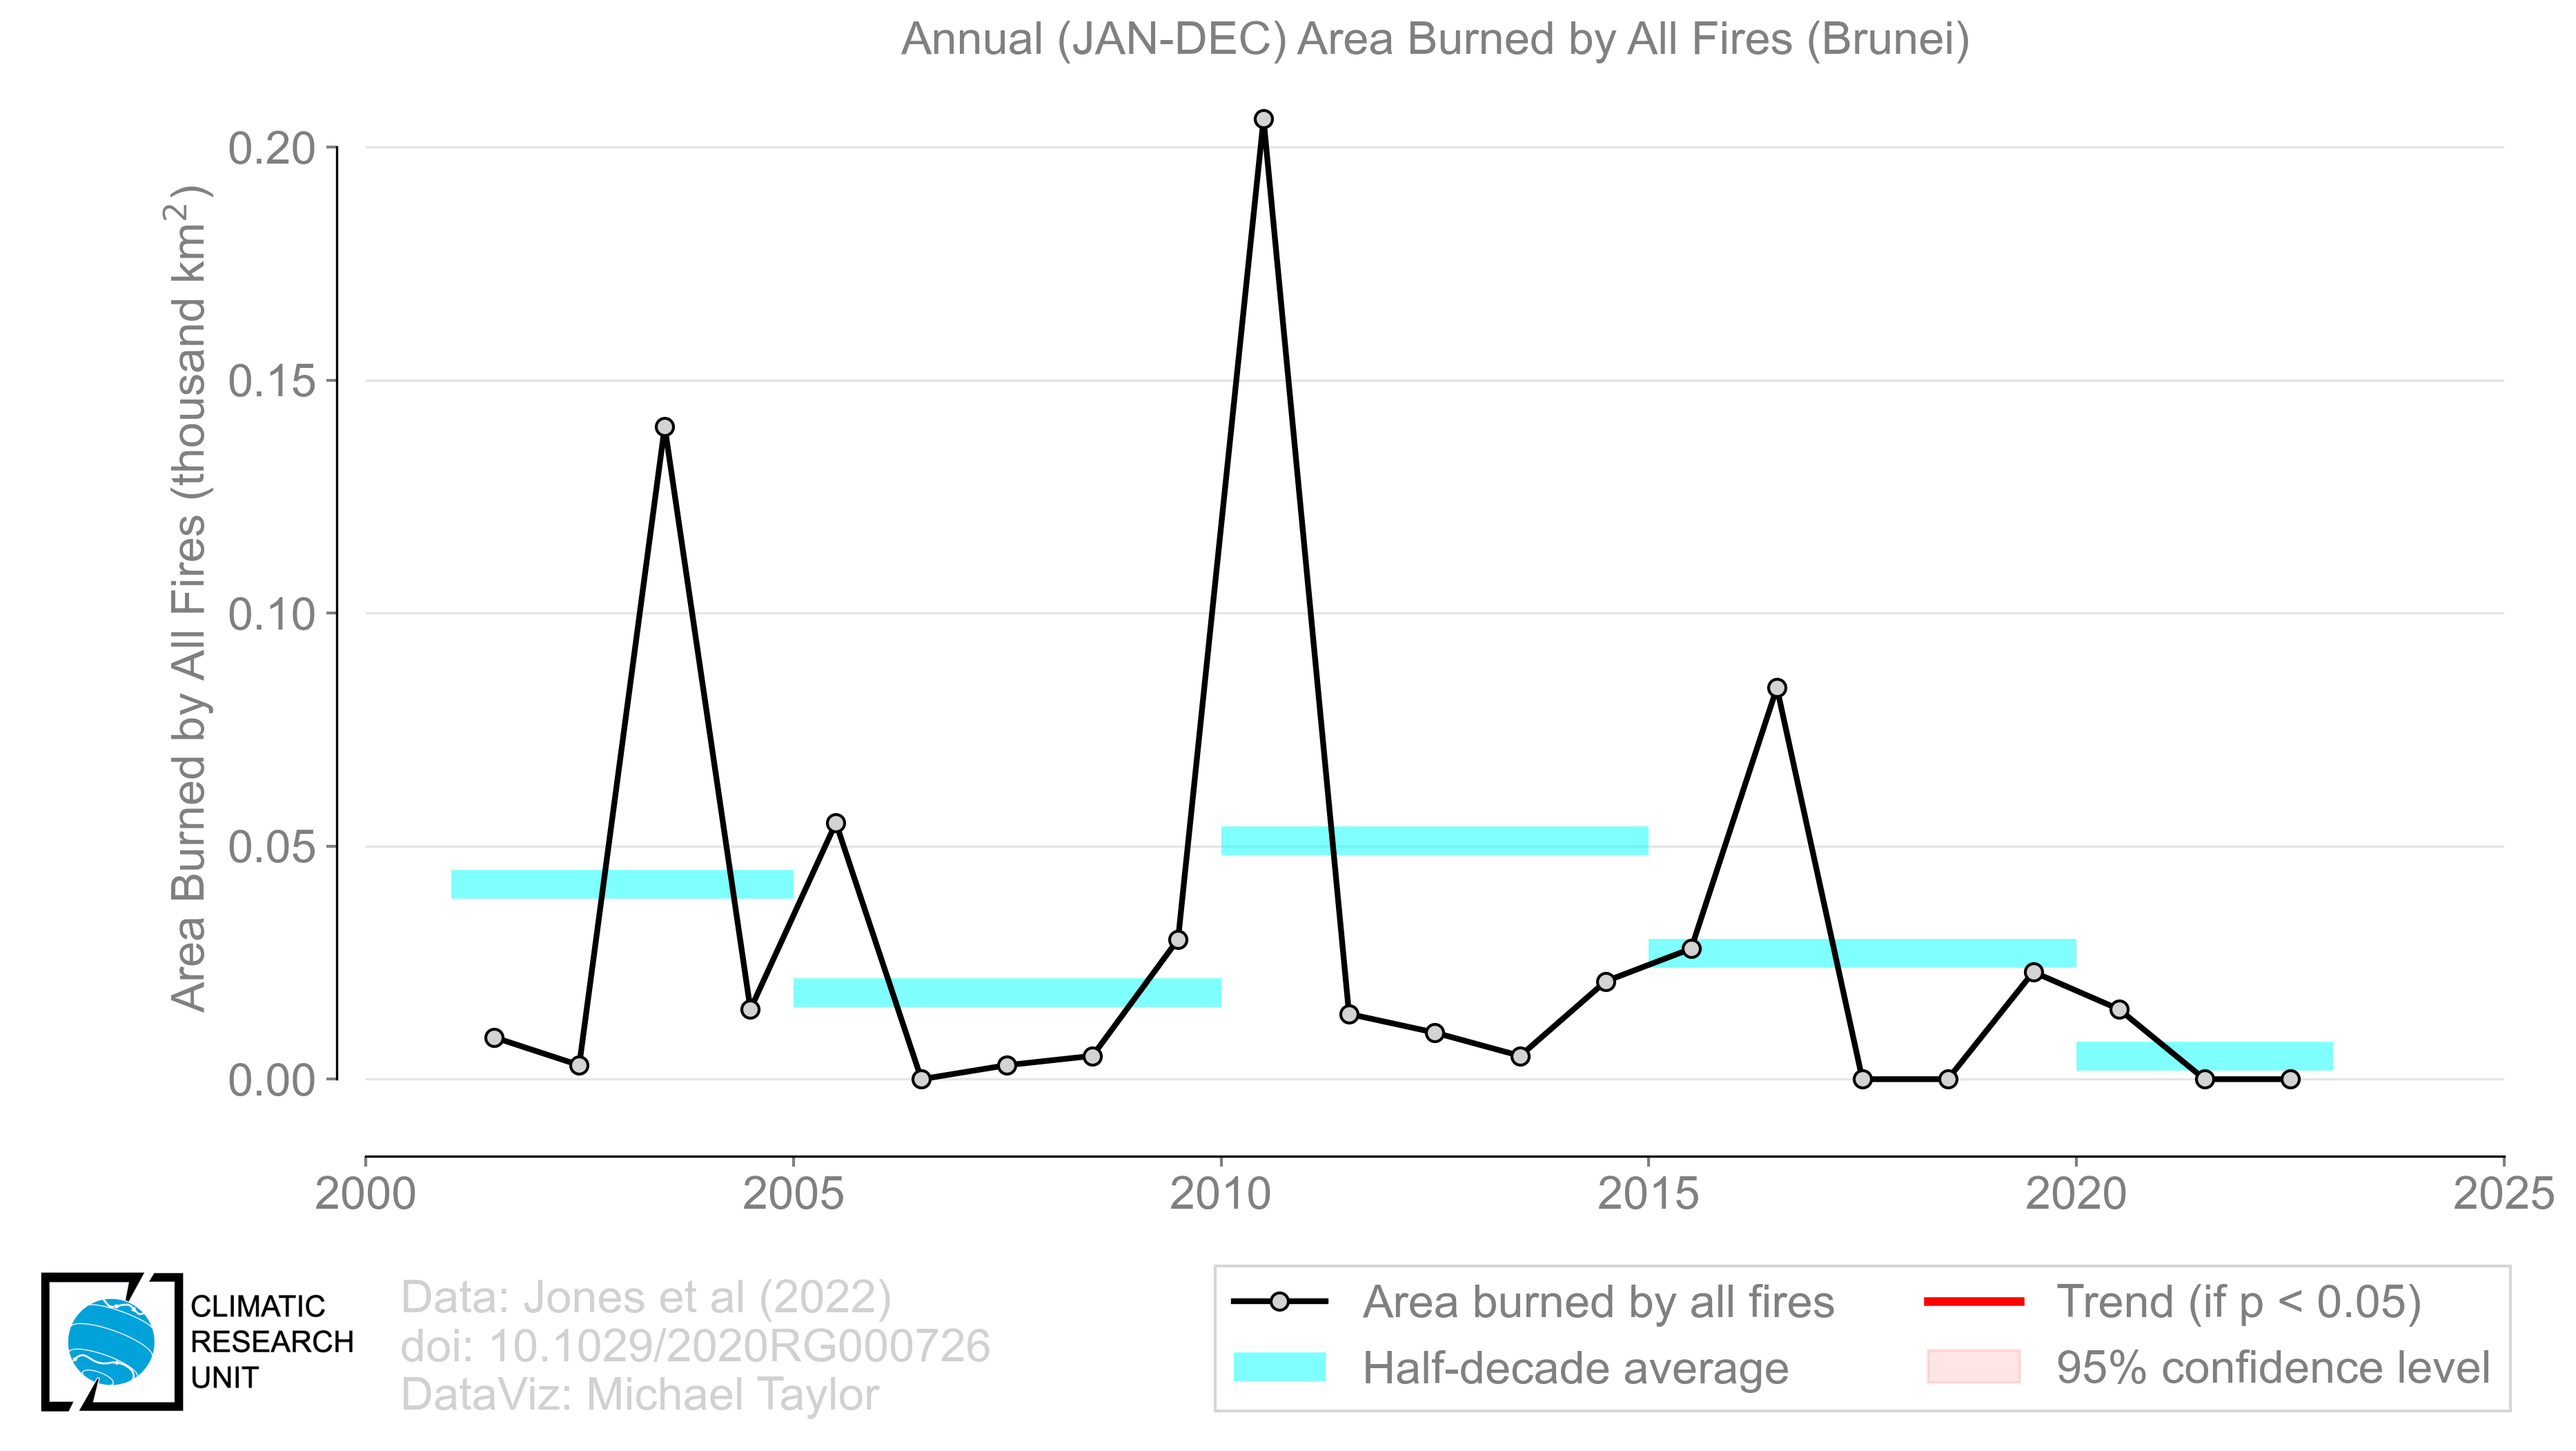 Annual (JAN-DEC) Area Burned by All Fires (Brunei)
Area Burned by All Fires (thousand km²)
0.20
0.15
0.10
0.05
0.00
2000 2005 2010 2015 2020 2025
CLIMATIC
RESEARCH
UNIT
Data: Jones et al (2022)
doi: 10.1029/2020RG000726
DataViz: Michael Taylor
Area burned by all fires
Half-decade average
Trend (if p < 0.05)
95% confidence level